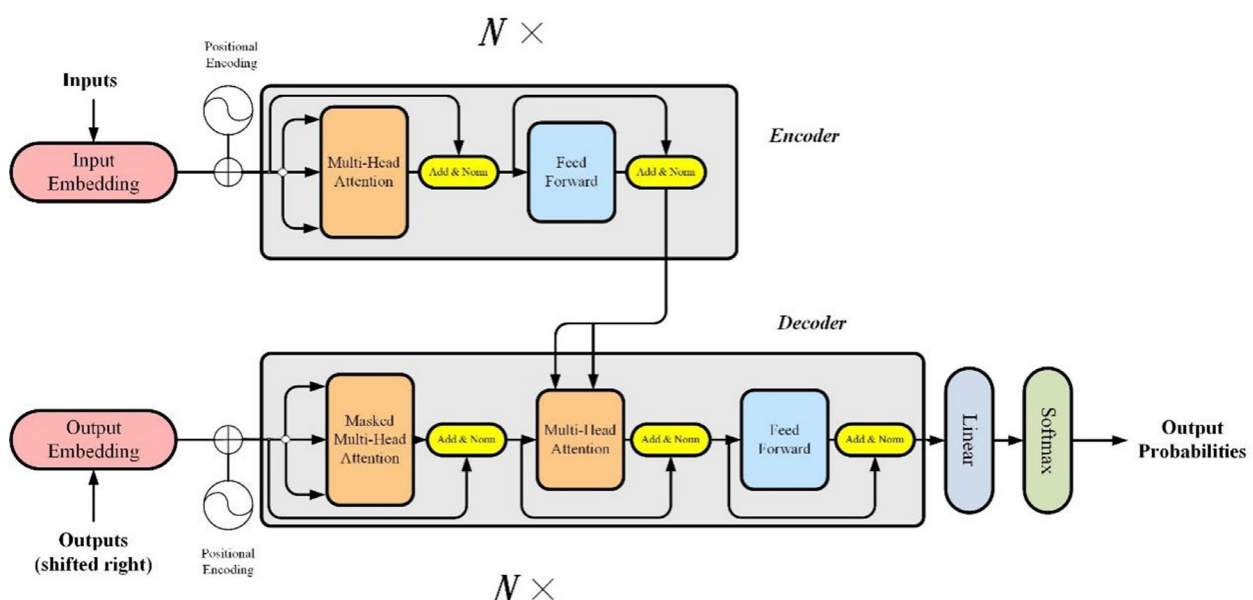 N ×
Positional
Encoding
Inputs
Input
Embedding
Multi-Head
Attention
Add & Norm
Feed
Forward
Add & Norm
Encoder
Decoder
Output
Embedding
Masked
Multi-Head
Attention
Add & Norm
Multi-Head
Attention
Add & Norm
Feed
Forward
Add & Norm
Linear
Softmax
Output
Probabilities
Outputs
(shifted right)
Positional
Encoding
N ×